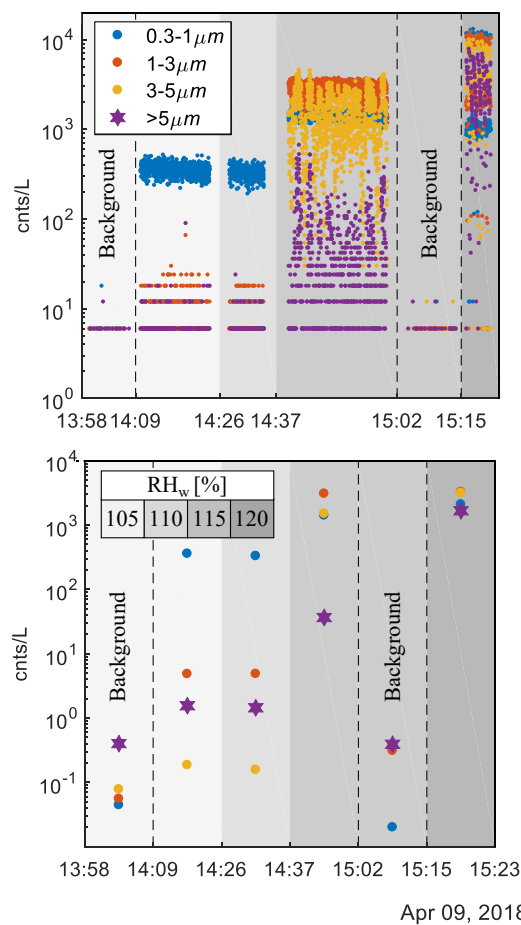 10^4
0.3-1μm
1-3μm
3-5μm
>5μm
10^3
cnts/L
Background
Background
10^2
10^1
10^0
13:58 14:09 14:26 14:37 15:02 15:15
10^4
RH_w [%]
105 110 115 120
10^3
10^2
cnts/L
Background
Background
10^1
10^0
10^-1
13:58 14:09 14:26 14:37 15:02 15:15 15:23
Apr 09, 2018